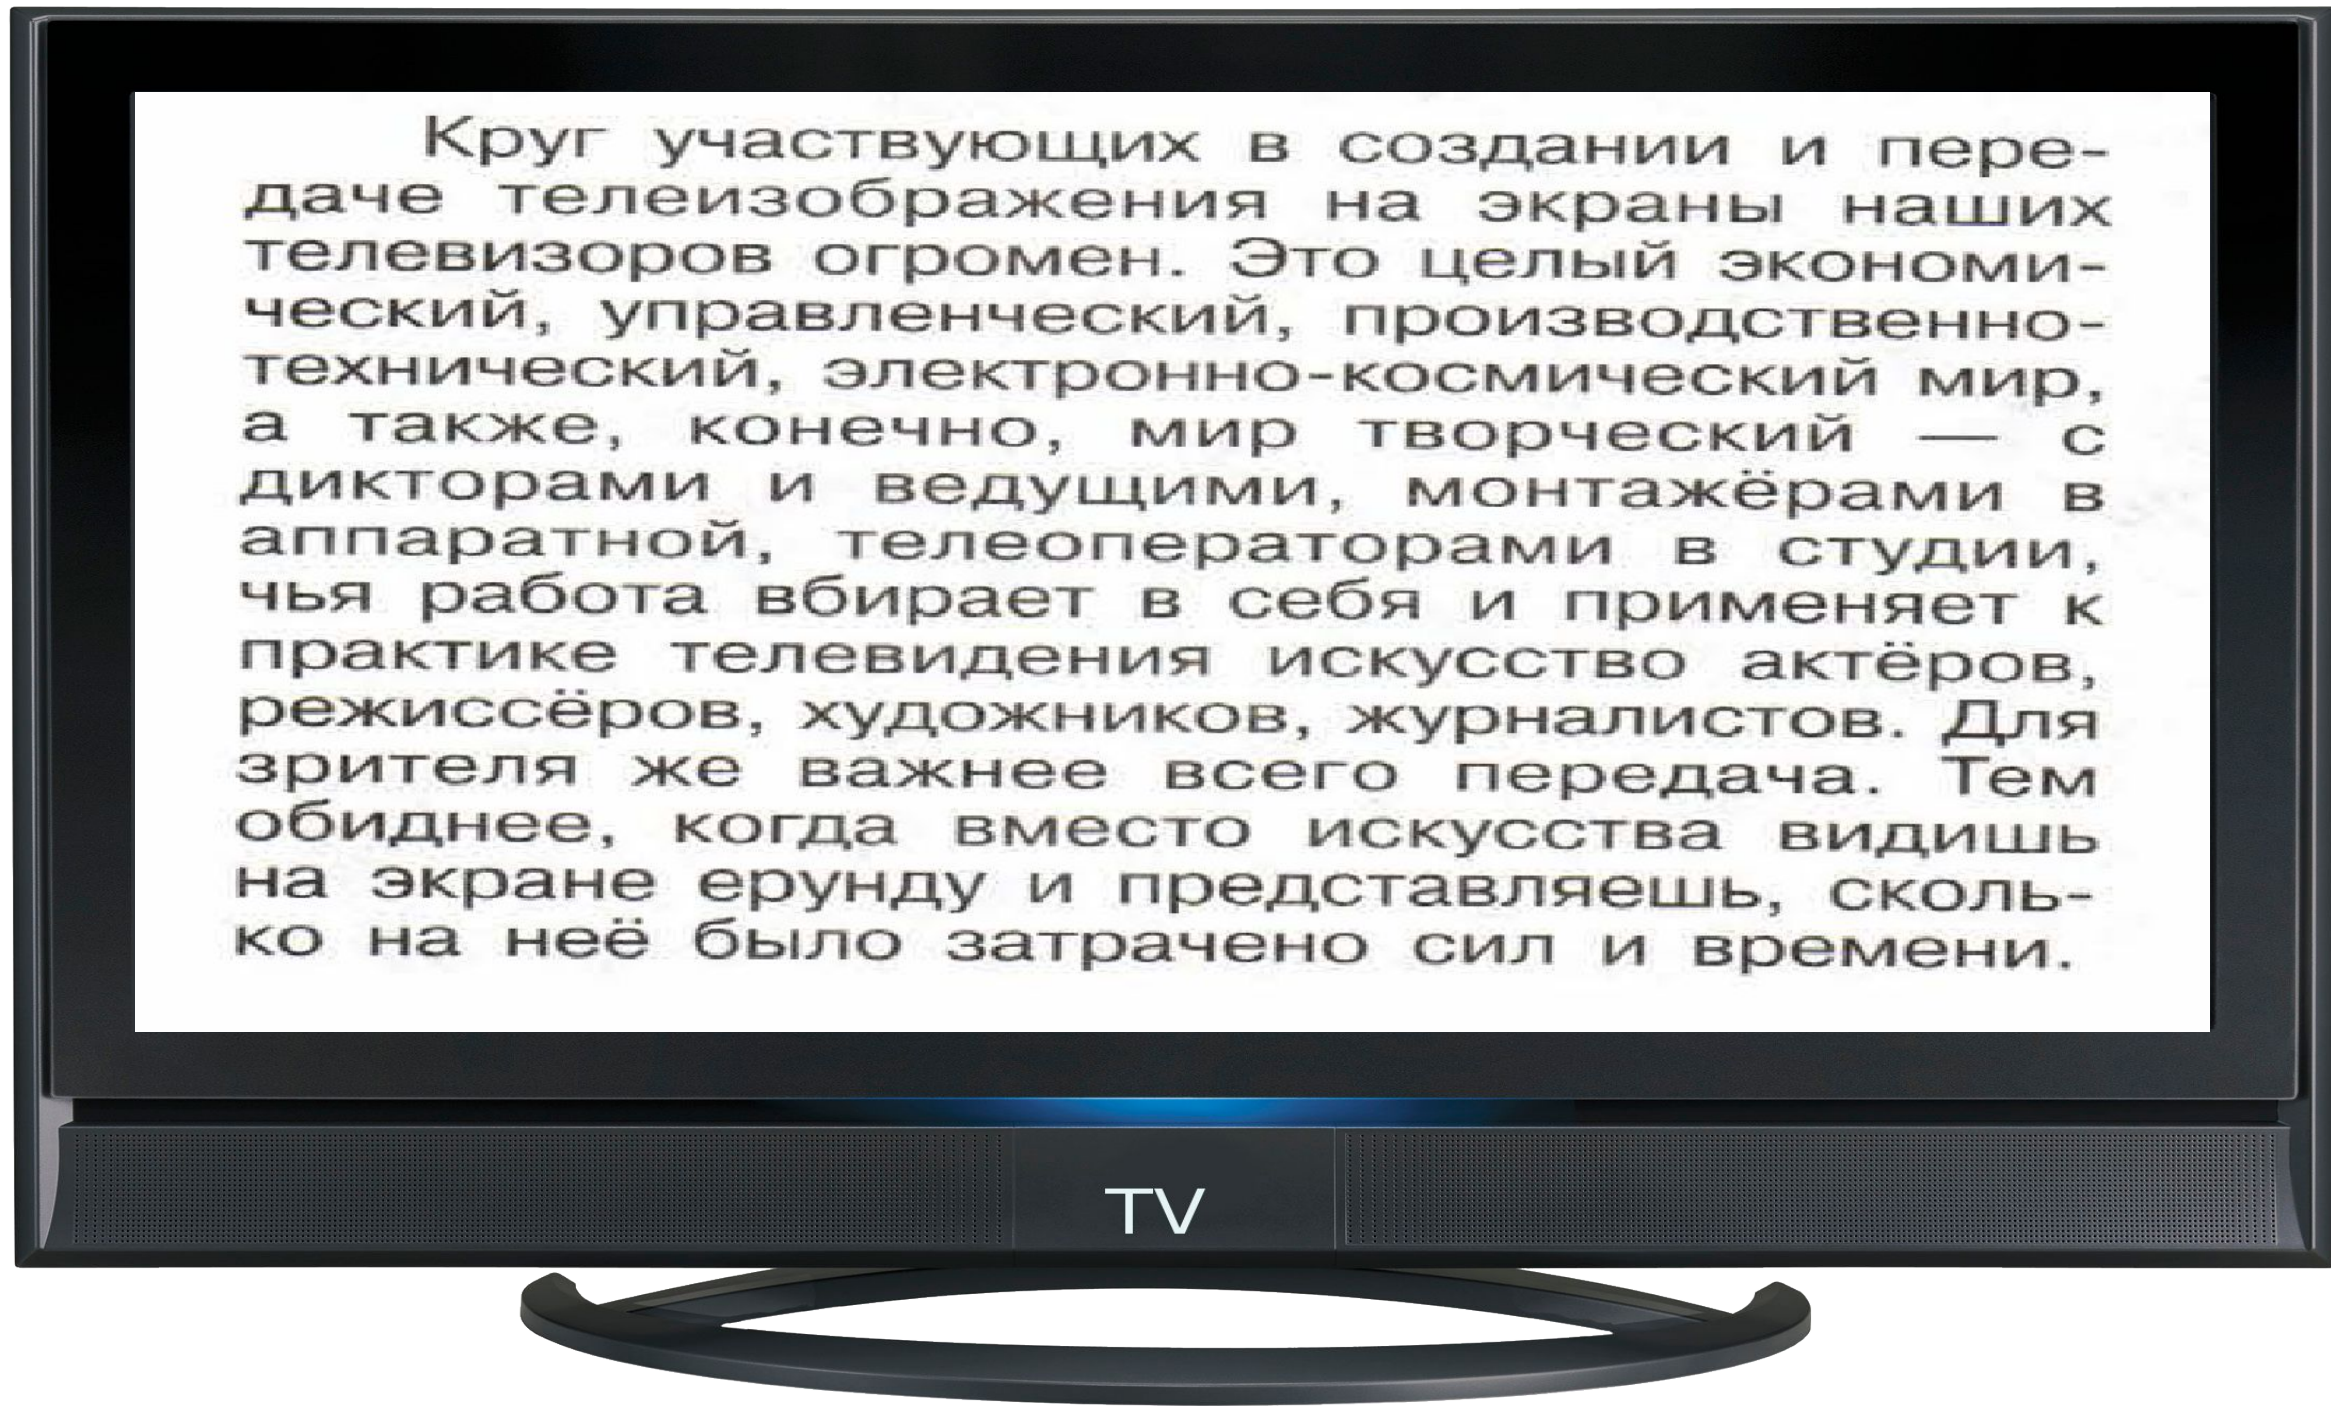 Круг участвующих в создании и пере-
даче телеизображения на экраны наших
телевизоров огромен. Это целый экономи-
ческий, управленческий, производственно-
технический, электронно-космический мир,
а также, конечно, мир творческий — с
дикторами и ведущими, монтажёрами в
аппаратной, телеоператорами в студии,
чья работа вбирает в себя и применяет к
практике телевидения искусство актёров,
режиссёров, художников, журналистов. Для
зрителя же важнее всего передача. Тем
обиднее, когда вместо искусства видишь
на экране ерунду и представляешь, сколь-
ко на неё было затрачено сил и времени.
TV